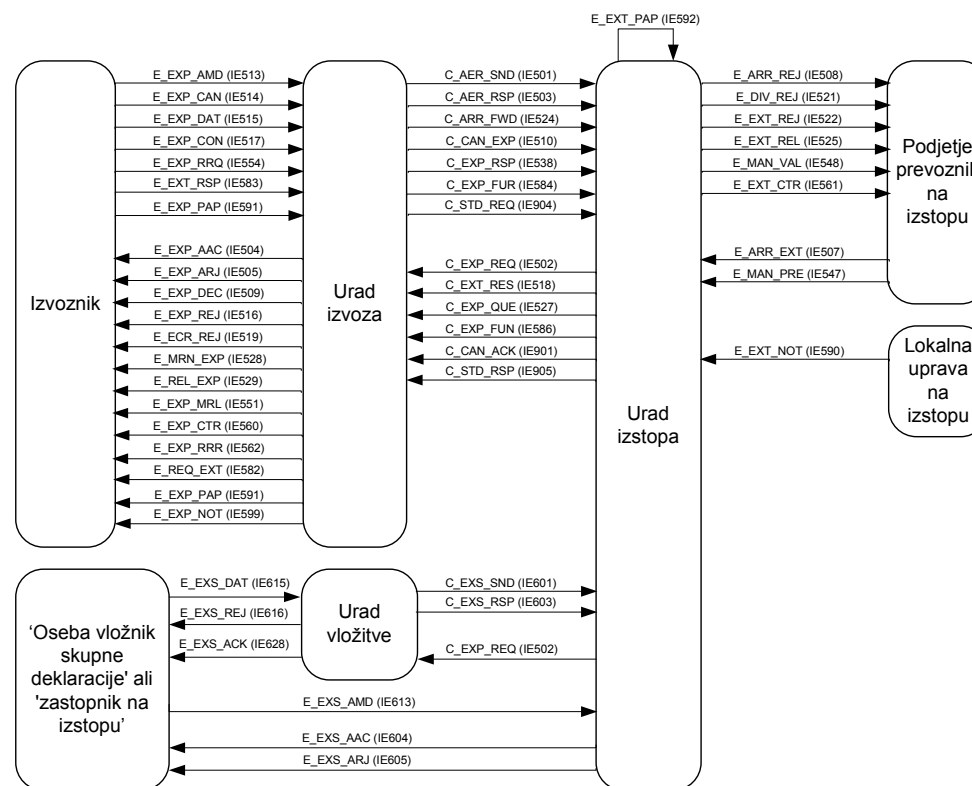 E_EXT_PAP (IE592)
Izvoznik
E_EXP_AMD (IE513)
E_EXP_CAN (IE514)
E_EXP_DAT (IE515)
E_EXP_CON (IE517)
E_EXP_RRQ (IE554)
E_EXT_RSP (IE583)
E_EXP_PAP (IE591)
E_EXP_AAC (IE504)
E_EXP_ARJ (IE505)
E_EXP_DEC (IE509)
E_EXP_REJ (IE516)
E_ECR_REJ (IE519)
E_MRN_EXP (IE528)
E_REL_EXP (IE529)
E_EXP_MRL (IE551)
E_EXP_CTR (IE560)
E_EXP_RRR (IE562)
E_REQ_EXT (IE582)
E_EXP_PAP (IE591)
E_EXP_NOT (IE599)
Urad
izvoza
C_AER_SND (IE501)
C_AER_RSP (IE503)
C_ARR_FWD (IE524)
C_CAN_EXP (IE510)
C_EXP_RSP (IE538)
C_EXP_FUR (IE584)
C_STD_REQ (IE904)
C_EXP_REQ (IE502)
C_EXT_RES (IE518)
C_EXP_QUE (IE527)
C_EXP_FUN (IE586)
C_CAN_ACK (IE901)
C_STD_RSP (IE905)
Urad
izstopa
E_ARR_REJ (IE508)
E_DIV_REJ (IE521)
E_EXT_REJ (IE522)
E_EXT_REL (IE525)
E_MAN_VAL (IE548)
E_EXT_CTR (IE561)
E_ARR_EXT (IE507)
E_MAN_PRE (IE547)
Podjetje
prevoznik
na
izstopu
E_EXT_NOT (IE590)
Lokalna
uprava
na
izstopu
‘Oseba vložnik
skupne
deklaracije' ali
'zastopnik na
izstopu’
E_EXS_DAT (IE615)
E_EXS_REJ (IE616)
E_EXS_ACK (IE628)
Urad
vložitve
C_EXS_SND (IE601)
C_EXS_RSP (IE603)
C_EXP_REQ (IE502)
E_EXS_AMD (IE613)
E_EXS_AAC (IE604)
E_EXS_ARJ (IE605)